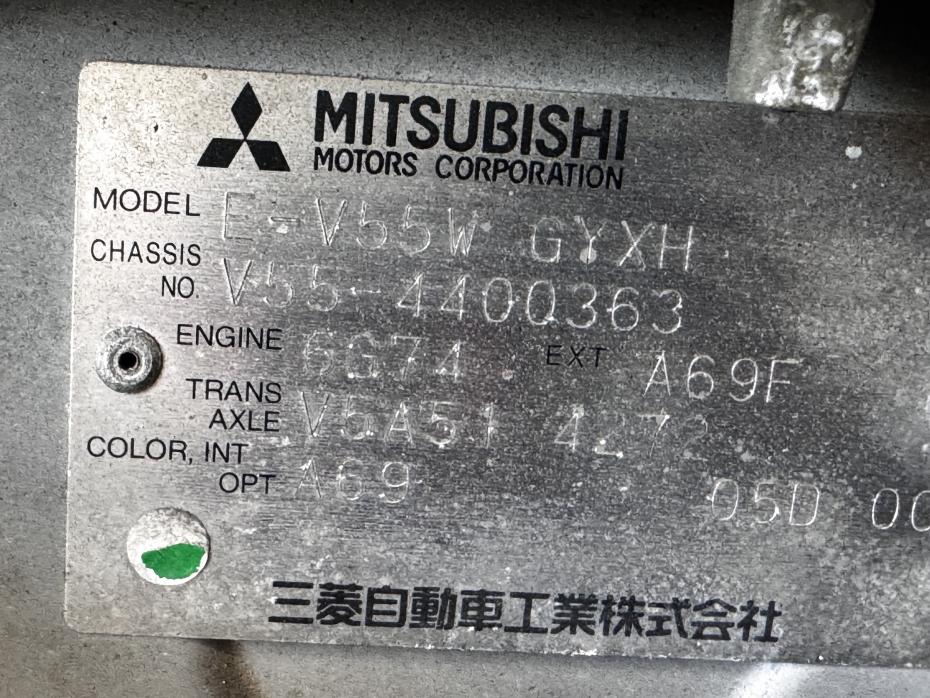 MITSUBISHI
MOTORS CORPORATION
MODEL E-V55W GYXH
CHASSIS
NO. V55-4400363
ENGINE 6G74 EXT A69F
TRANS
AXLE V5A51 4272
COLOR, INT
OPT A69 05D 00
三菱自動車工業株式会社